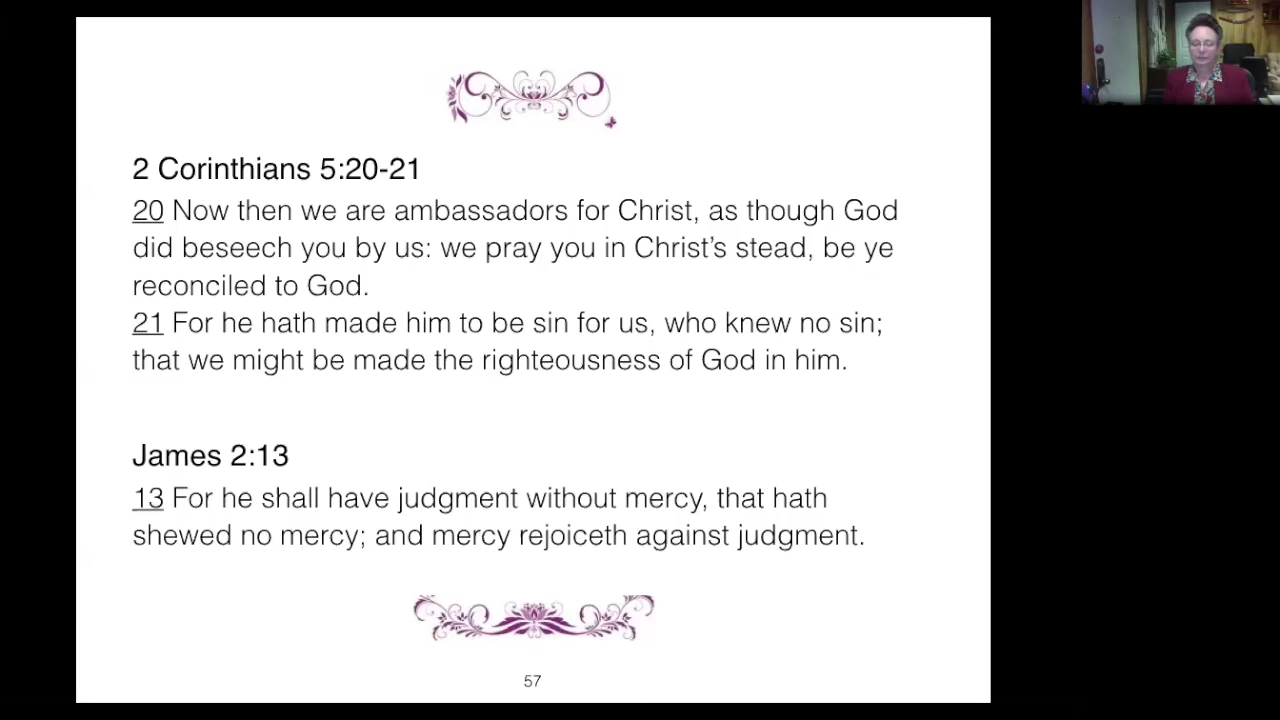 2 Corinthians 5:20-21
20 Now then we are ambassadors for Christ, as though God
did beseech you by us: we pray you in Christ’s stead, be ye
reconciled to God.
21 For he hath made him to be sin for us, who knew no sin;
that we might be made the righteousness of God in him.
James 2:13
13 For he shall have judgment without mercy, that hath
shewed no mercy; and mercy rejoiceth against judgment.
57